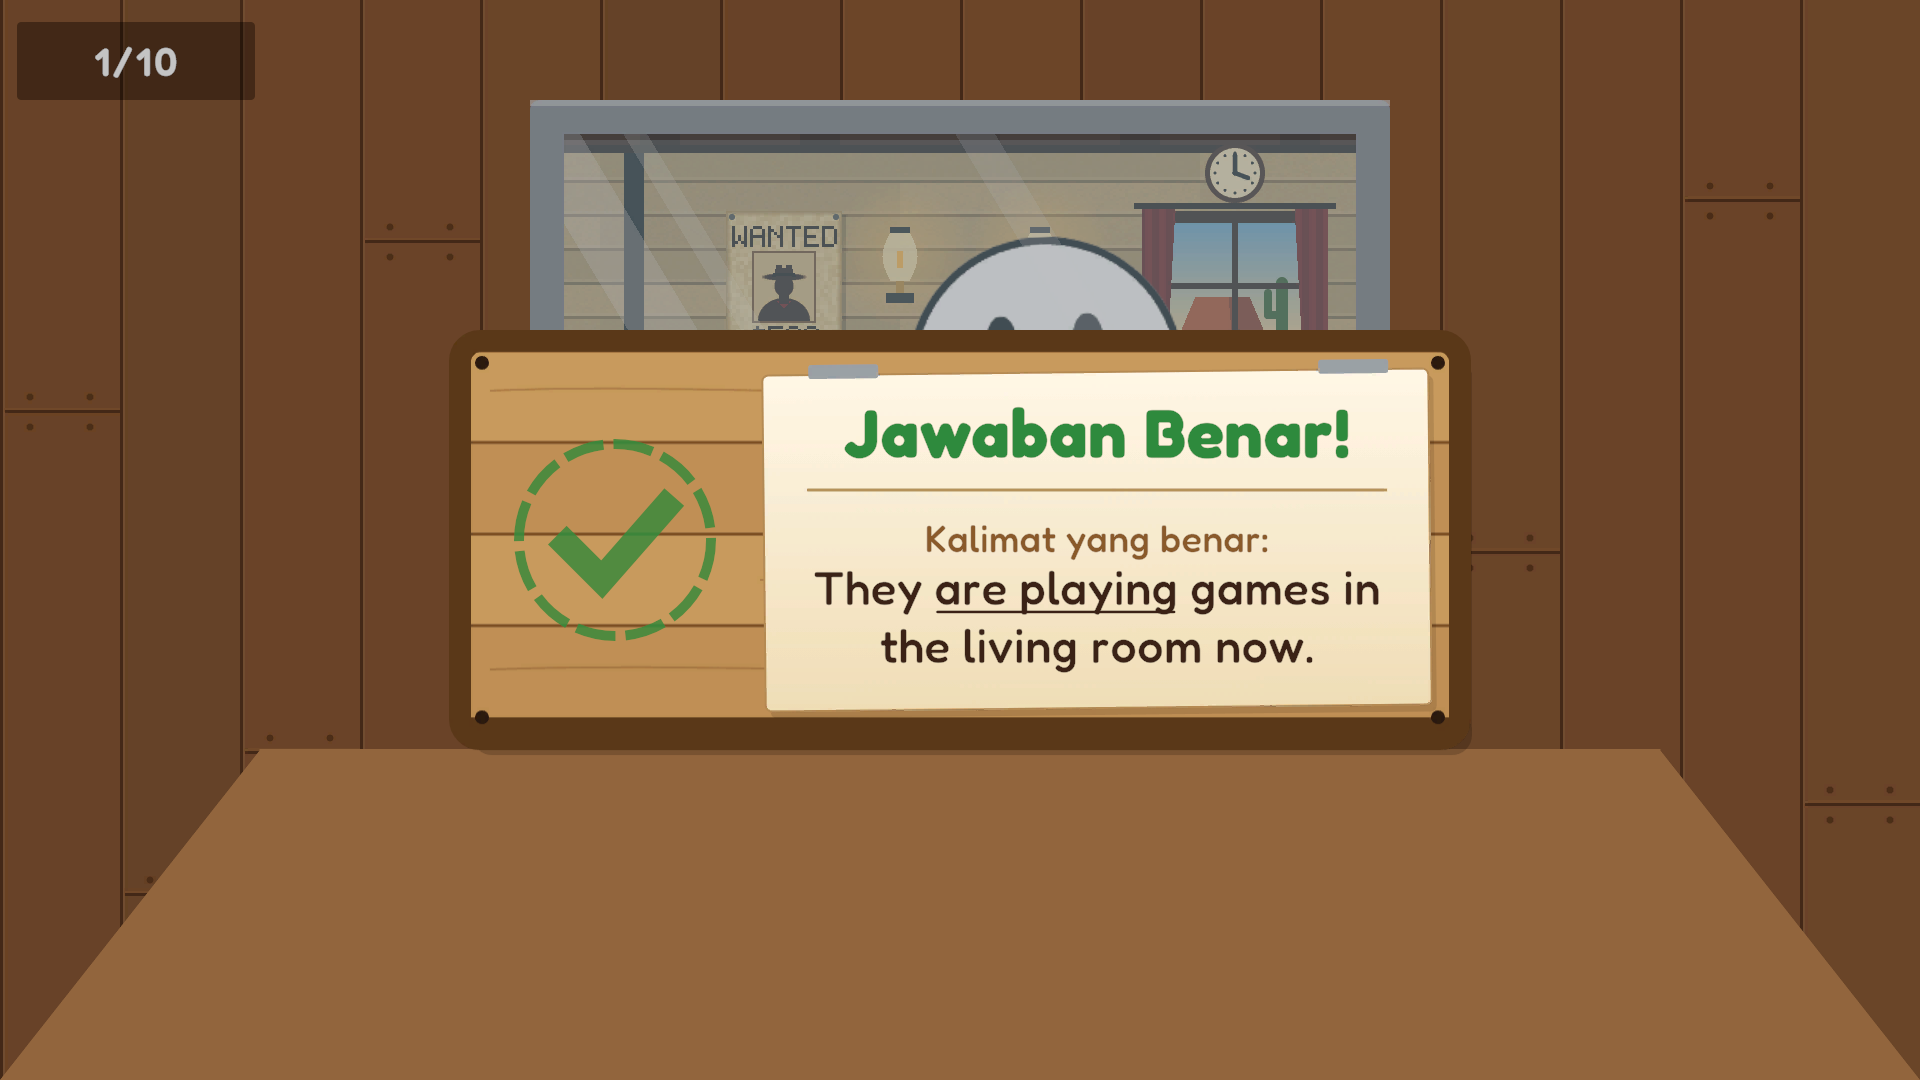 1/10
WANTED
Jawaban Benar!
Kalimat yang benar:
They are playing games in
the living room now.